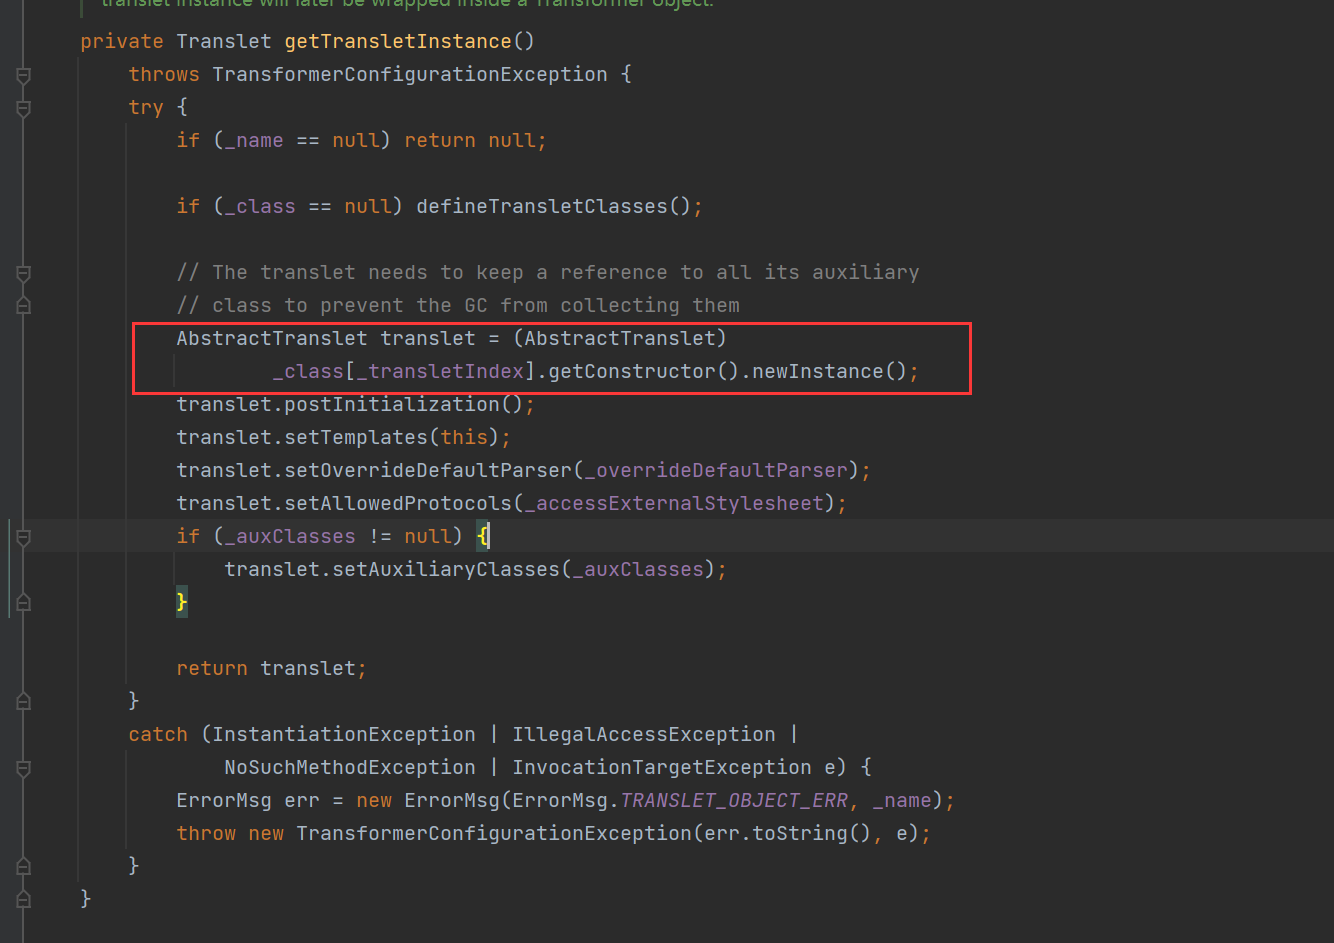 translet instance will later be wrapped inside a Transformer object.
private Translet getTransletInstance()
throws TransformerConfigurationException {
try {
if (_name == null) return null;
if (_class == null) defineTransletClasses();
// The translet needs to keep a reference to all its auxiliary
// class to prevent the GC from collecting them
AbstractTranslet translet = (AbstractTranslet)
_class[_transletIndex].getConstructor().newInstance();
translet.postInitialization();
translet.setTemplates(this);
translet.setOverrideDefaultParser(_overrideDefaultParser);
translet.setAllowedProtocols(_accessExternalStylesheet);
if (_auxClasses != null) {
translet.setAuxiliaryClasses(_auxClasses);
}
return translet;
}
catch (InstantiationException | IllegalAccessException |
NoSuchMethodException | InvocationTargetException e) {
ErrorMsg err = new ErrorMsg(ErrorMsg.TRANSLET_OBJECT_ERR, _name);
throw new TransformerConfigurationException(err.toString(), e);
}
}